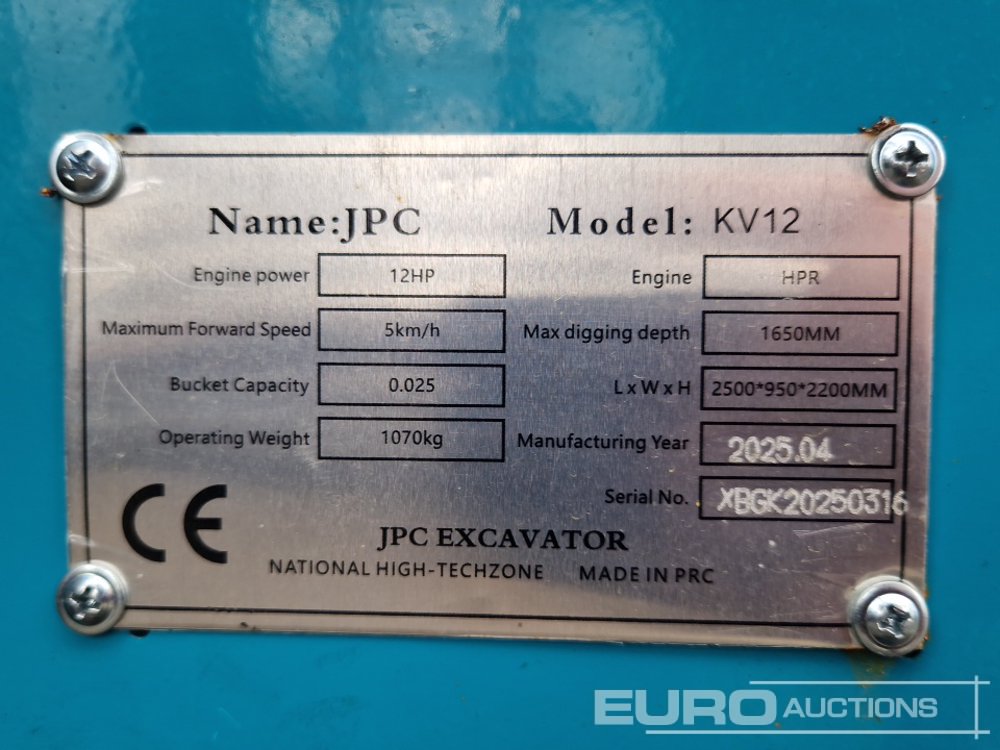 Name:JPC Model: KV12
Engine power 12HP Engine HPR
Maximum Forward Speed 5km/h Max digging depth 1650MM
Bucket Capacity 0.025 LxWxH 2500*950*2200MM
Operating Weight 1070kg Manufacturing Year 2025.04
Serial No. XBGK20250316
CE
JPC EXCAVATOR
NATIONAL HIGH-TECHZONE MADE IN PRC
EURO AUCTIONS